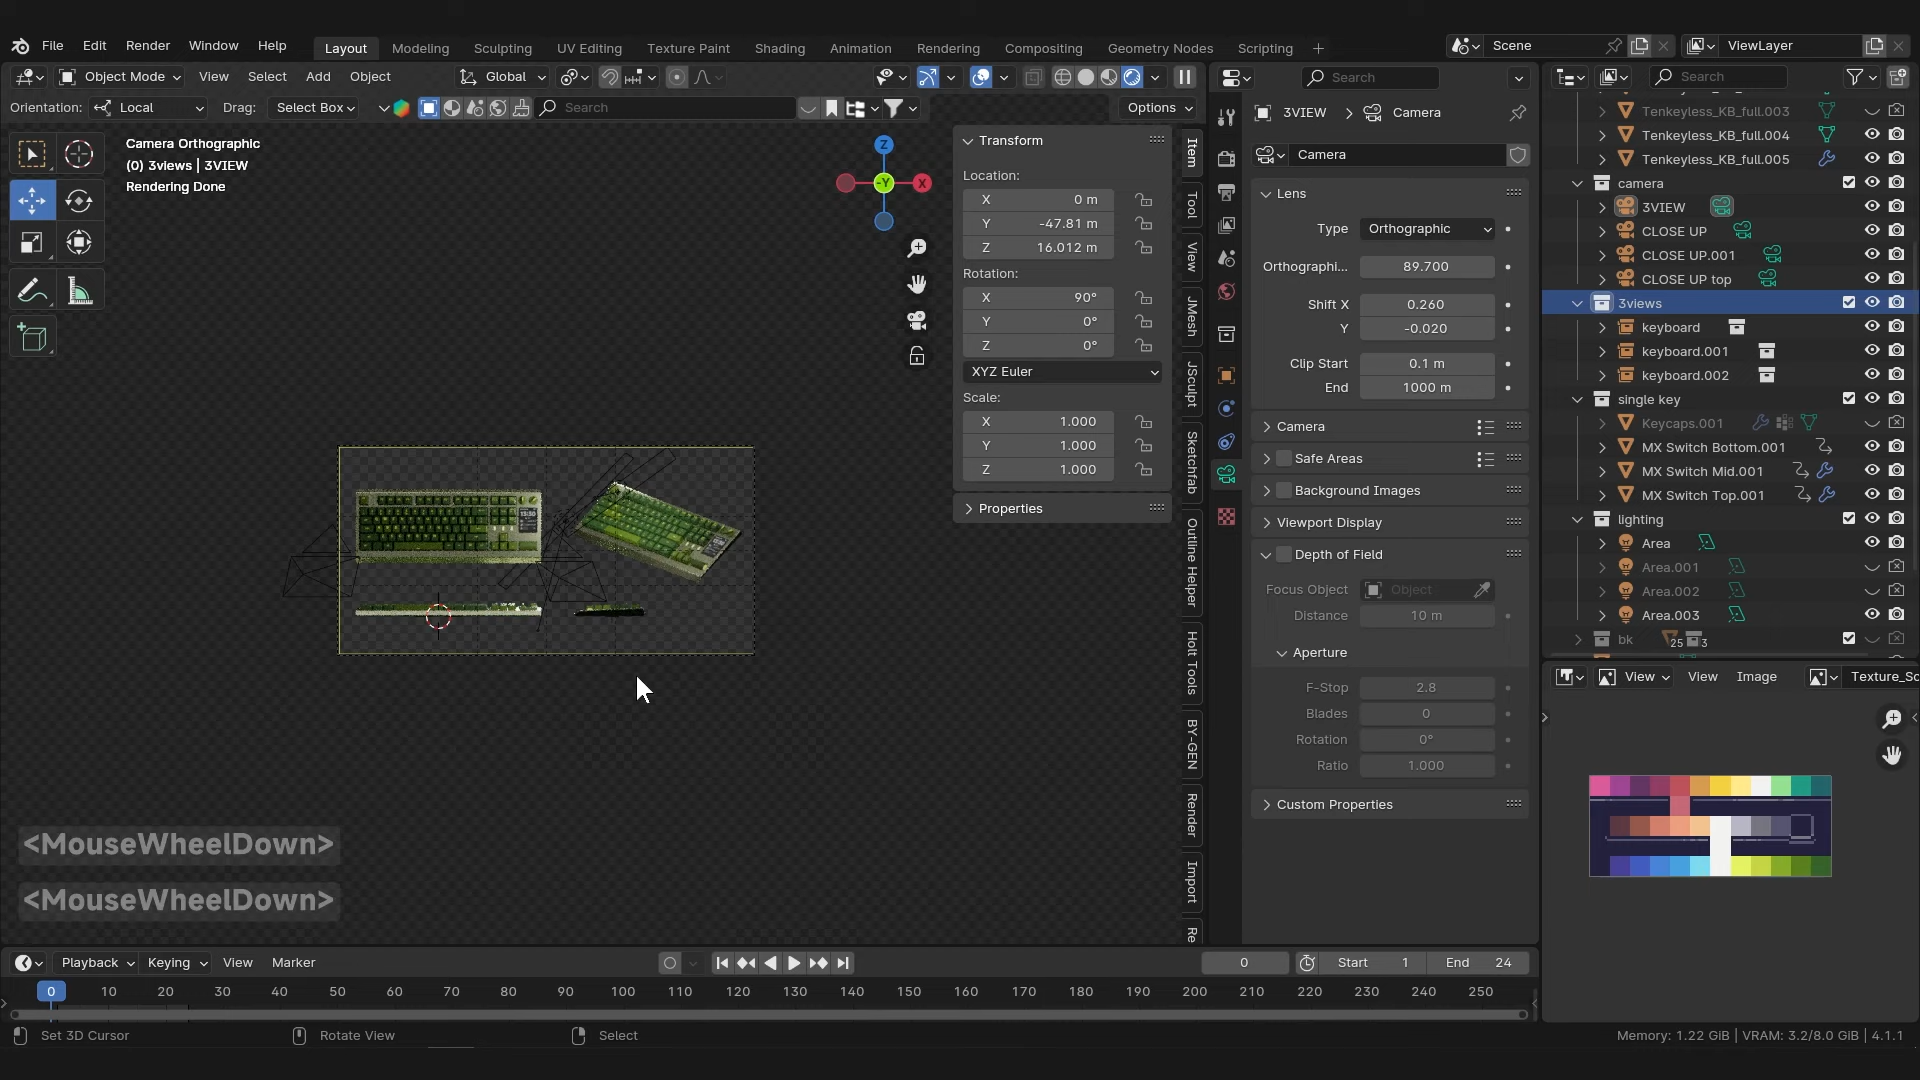 File Edit Render Window Help Layout Modeling Sculpting UV Editing Texture Paint Shading Animation Rendering Compositing Geometry Nodes Scripting + Scene ViewLayer
Object Mode View Select Add Object Global Search Search
Orientation: Local Drag: Select Box Search Options
Camera Orthographic
(0) 3views | 3VIEW
Rendering Done
Z
-Y
X
Transform
Location:
X 0 m
Y -47.81 m
Z 16.012 m
Rotation:
X 90°
Y 0°
Z 0°
XYZ Euler
Scale:
X 1.000
Y 1.000
Z 1.000
Properties
Item
Tool
View
JMesh
JSculpt
Sketchfab
Outline Helper
Holt Tools
BY-GEN
Render
Import
Re
3VIEW Camera
Camera
Lens
Type Orthographic
Orthographi... 89.700
Shift X 0.260
Y -0.020
Clip Start 0.1 m
End 1000 m
Camera
Safe Areas
Background Images
Viewport Display
Depth of Field
Focus Object Object
Distance 10 m
Aperture
F-Stop 2.8
Blades 0
Rotation 0°
Ratio 1.000
Custom Properties
Tenkeyless_KB_full.003
Tenkeyless_KB_full.004
Tenkeyless_KB_full.005
camera
3VIEW
CLOSE UP
CLOSE UP.001
CLOSE UP top
3views
keyboard
keyboard.001
keyboard.002
single key
Keycaps.001
MX Switch Bottom.001
MX Switch Mid.001
MX Switch Top.001
lighting
Area
Area.001
Area.002
Area.003
bk 25 3
View View Image Texture_Sc
<MouseWheelDown>
<MouseWheelDown>
Playback Keying View Marker 0 Start 1 End 24
0 10 20 30 40 50 60 70 80 90 100 110 120 130 140 150 160 170 180 190 200 210 220 230 240 250
Set 3D Cursor Rotate View Select Memory: 1.22 GiB | VRAM: 3.2/8.0 GiB | 4.1.1